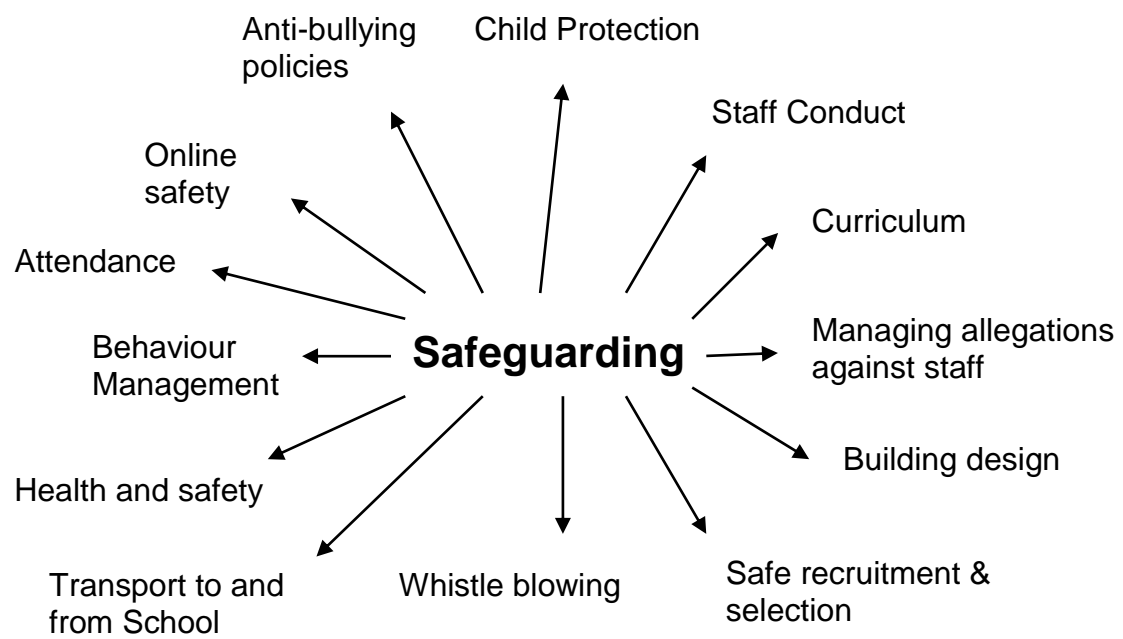 Anti-bullying
policies
Child Protection
Staff Conduct
Online
safety
Curriculum
Attendance
Behaviour
Management
Safeguarding
Managing allegations
against staff
Building design
Health and safety
Transport to and
from School
Whistle blowing
Safe recruitment &
selection